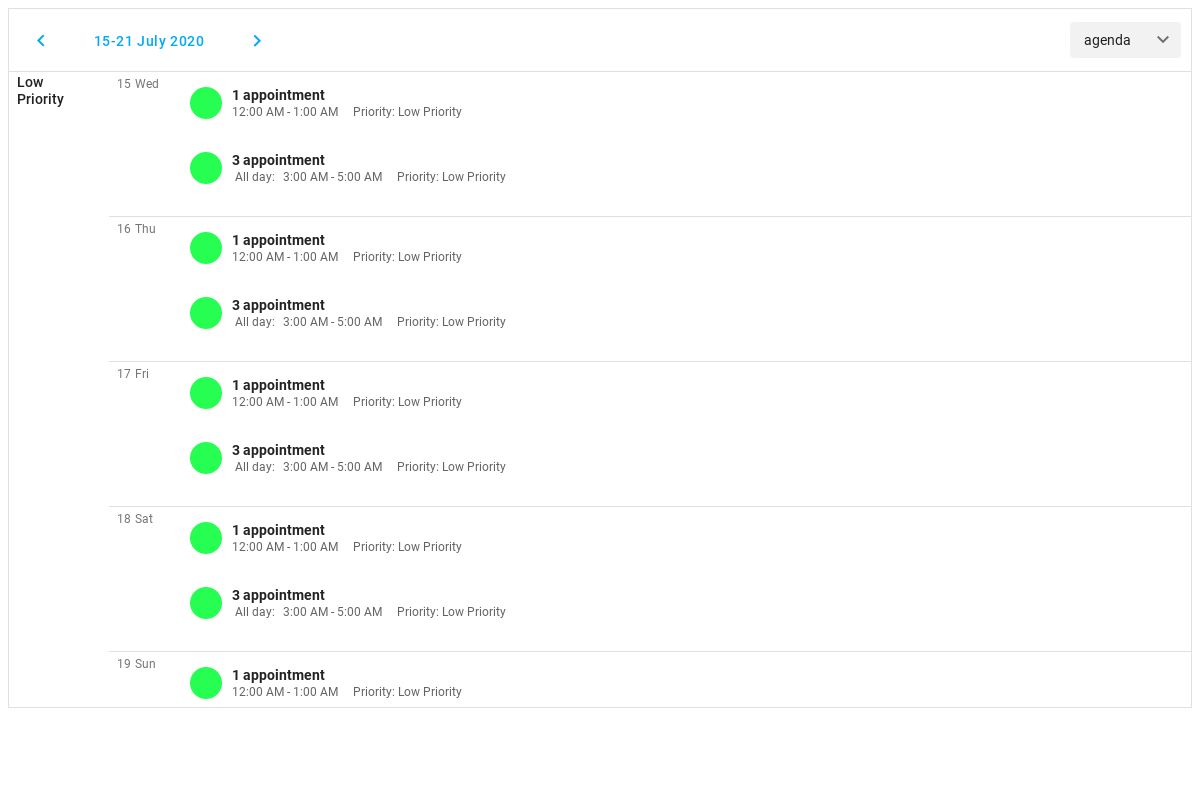 15-21 July 2020
agenda
Low
Priority
15 Wed
1 appointment
12:00 AM - 1:00 AM Priority: Low Priority
3 appointment
All day: 3:00 AM - 5:00 AM Priority: Low Priority
16 Thu
1 appointment
12:00 AM - 1:00 AM Priority: Low Priority
3 appointment
All day: 3:00 AM - 5:00 AM Priority: Low Priority
17 Fri
1 appointment
12:00 AM - 1:00 AM Priority: Low Priority
3 appointment
All day: 3:00 AM - 5:00 AM Priority: Low Priority
18 Sat
1 appointment
12:00 AM - 1:00 AM Priority: Low Priority
3 appointment
All day: 3:00 AM - 5:00 AM Priority: Low Priority
19 Sun
1 appointment
12:00 AM - 1:00 AM Priority: Low Priority